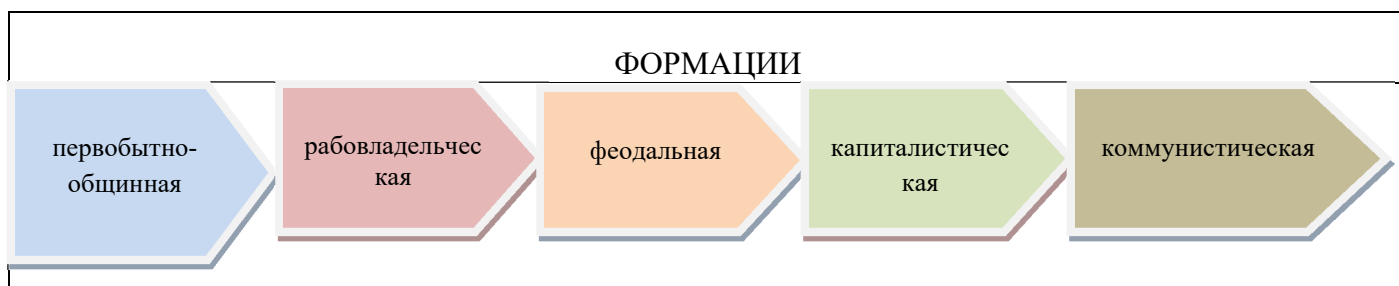 ФОРМАЦИИ
первобытно-
общинная
рабовладельчес
кая
феодальная
капиталистичес
кая
коммунистическая